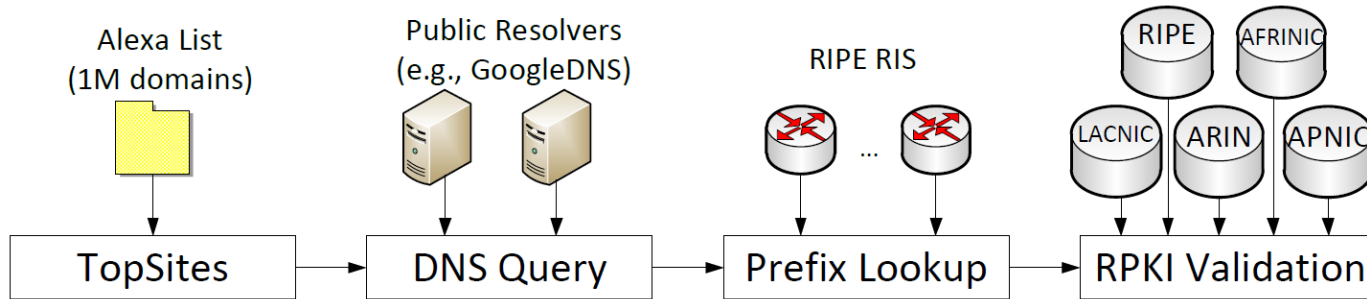 Alexa List
(1M domains)
Public Resolvers
(e.g., GoogleDNS)
RIPE RIS
...
RIPE
AFRINIC
LACNIC
ARIN
APNIC
TopSites
DNS Query
Prefix Lookup
RPKI Validation